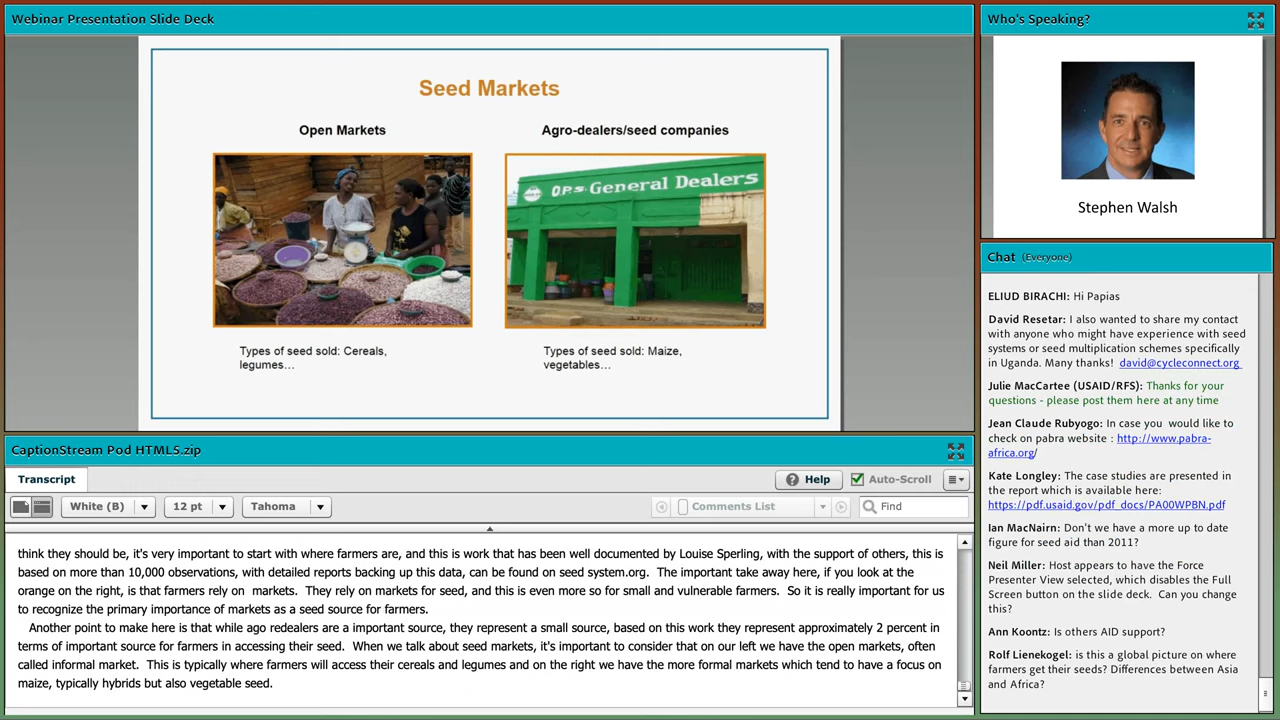 Webinar Presentation Slide Deck
Seed Markets
Open Markets
Agro-dealers/seed companies
O.P.S. General Dealers
Types of seed sold: Cereals,
legumes…
Types of seed sold: Maize,
vegetables…
Who's Speaking?
Stephen Walsh
Chat (Everyone)
ELIUD BIRACHI: Hi Papias
David Resetar: I also wanted to share my contact
with anyone who might have experience with seed
systems or seed multiplication schemes specifically
in Uganda. Many thanks! david@cycleconnect.org
Julie MacCartee (USAID/RFS): Thanks for your
questions - please post them here at any time
Jean Claude Rubyogo: In case you would like to
check on pabra website : http://www.pabra-
africa.org/
Kate Longley: The case studies are presented in
the report which is available here:
https://pdf.usaid.gov/pdf_docs/PA00WPBN.pdf
Ian MacNairn: Don't we have a more up to date
figure for seed aid than 2011?
Neil Miller: Host appears to have the Force
Presenter View selected, which disables the Full
Screen button on the slide deck. Can you change
this?
Ann Koontz: Is others AID support?
Rolf Lienekogel: is this a global picture on where
farmers get their seeds? Differences between Asia
and Africa?
CaptionStream Pod HTML5.zip
Transcript
Help
Auto-Scroll
White (B)
12 pt
Tahoma
Comments List
Find
think they should be, it's very important to start with where farmers are, and this is work that has been well documented by Louise Sperling, with the support of others, this is
based on more than 10,000 observations, with detailed reports backing up this data, can be found on seed system.org. The important take away here, if you look at the
orange on the right, is that farmers rely on markets. They rely on markets for seed, and this is even more so for small and vulnerable farmers. So it is really important for us
to recognize the primary importance of markets as a seed source for farmers.
Another point to make here is that while ago redealers are a important source, they represent a small source, based on this work they represent approximately 2 percent in
terms of important source for farmers in accessing their seed. When we talk about seed markets, it's important to consider that on our left we have the open markets, often
called informal market. This is typically where farmers will access their cereals and legumes and on the right we have the more formal markets which tend to have a focus on
maize, typically hybrids but also vegetable seed.